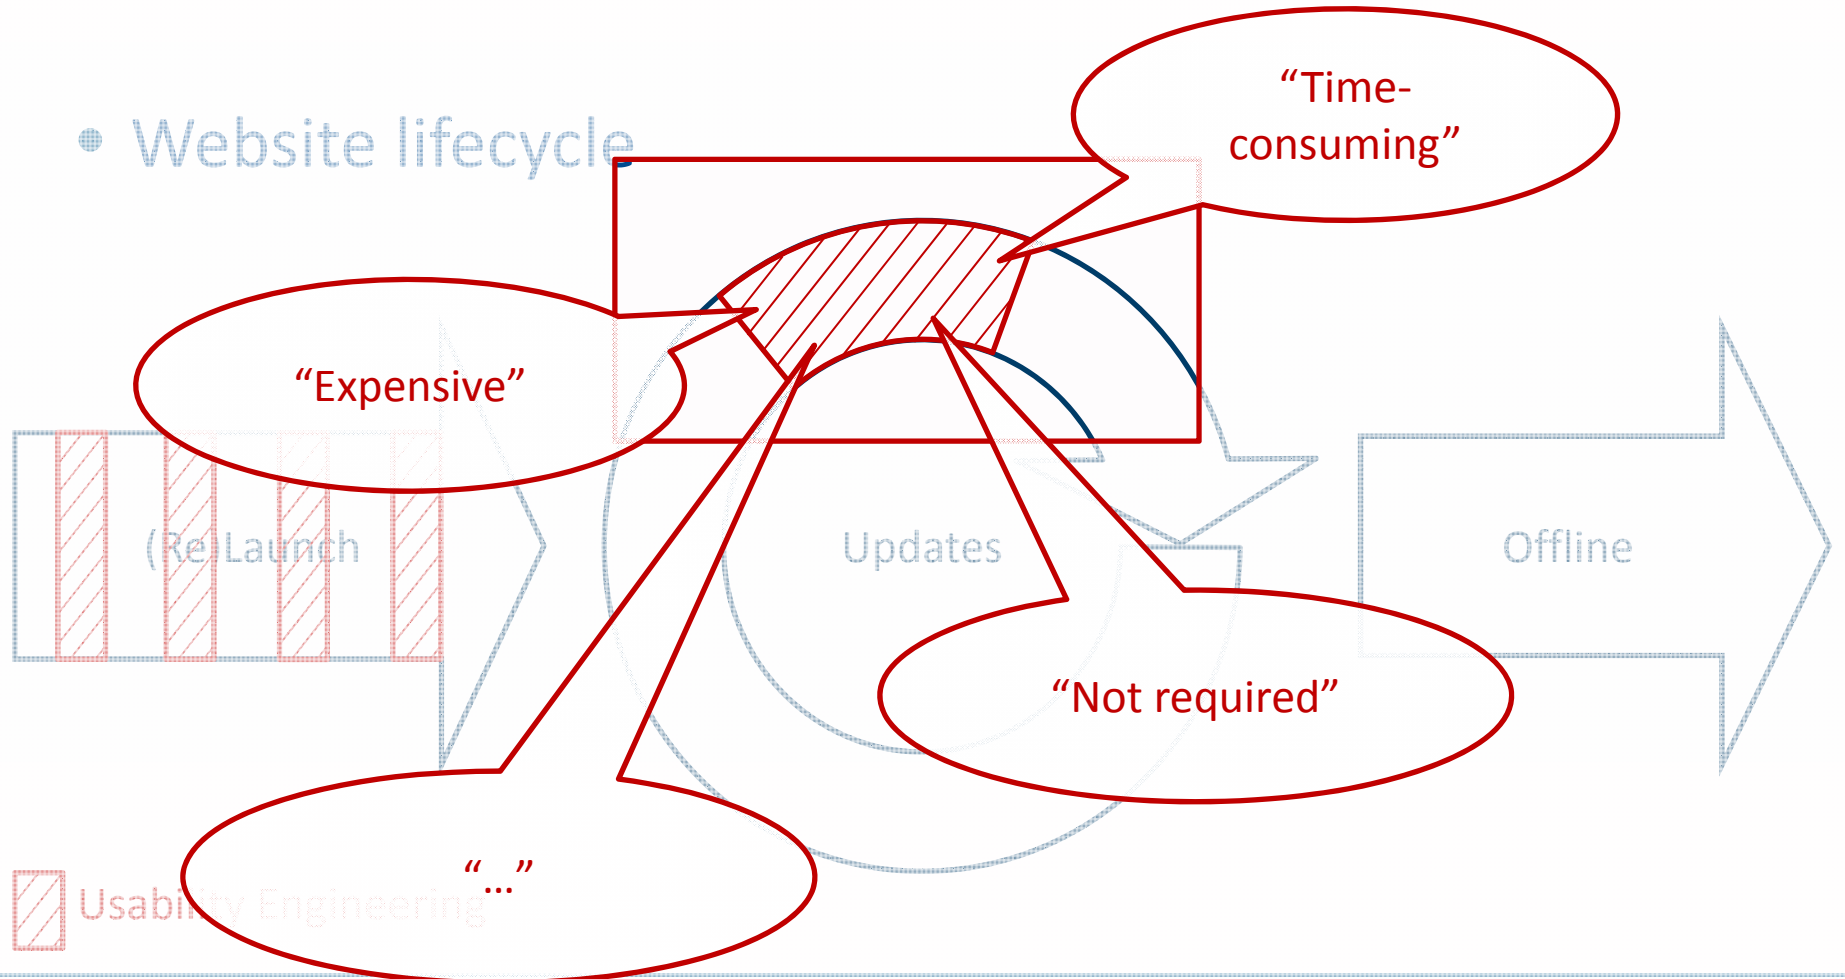 • Website lifecycle
“Time-
consuming”
“Expensive”
(Re)Launch
Updates
Offline
“Not required”
“...”
Usability Engineering